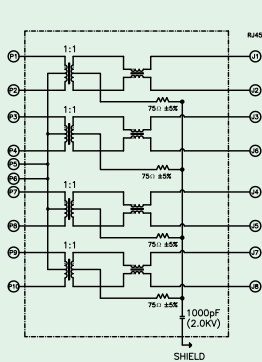 RJ45
1:1
P1 J1
P2 J2
75Ω ±5%
1:1
P3 J3
P4 J6
P5
75Ω ±5%
P6
1:1
P7 J4
P8 J5
75Ω ±5%
1:1
P9 J7
P10 J8
75Ω ±5%
1000pF
(2.0KV)
SHIELD